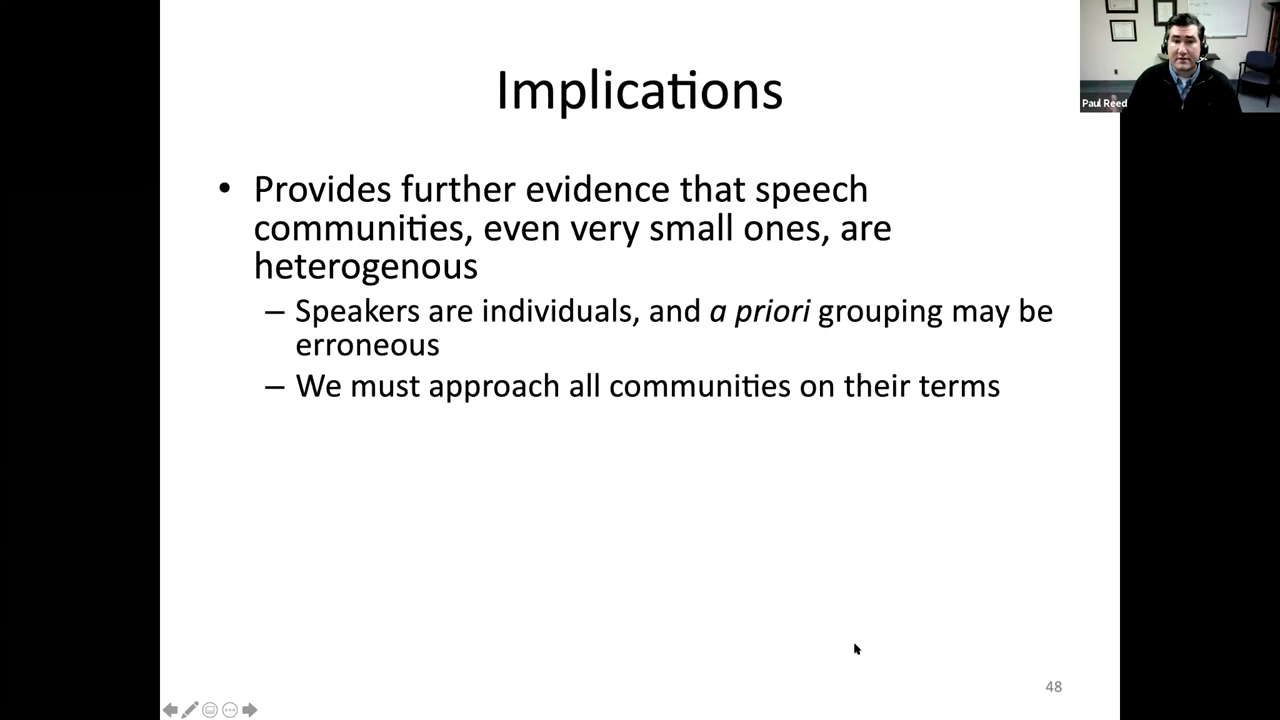 Implications
• Provides further evidence that speech
communities, even very small ones, are
heterogenous
– Speakers are individuals, and a priori grouping may be
erroneous
– We must approach all communities on their terms
48
Paul Reed